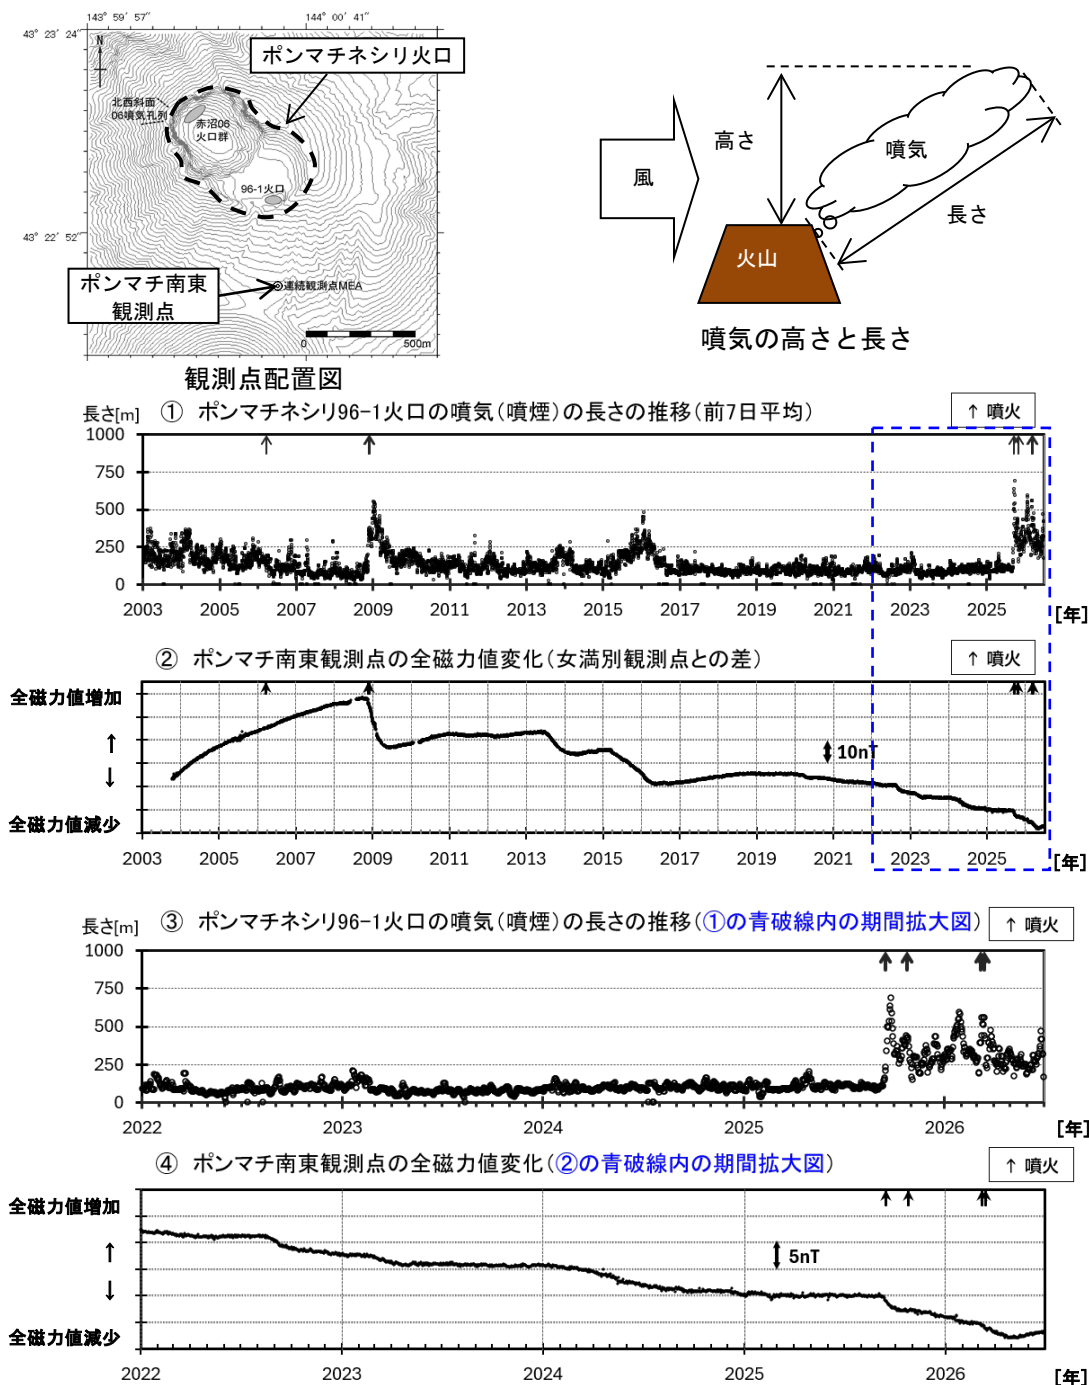 143° 59′ 57″
144° 00′ 41″
43° 23′ 24″
N
ポンマチネシリ火口
北西斜面
06噴気孔列
赤沼06
火口群
96-1火口
43° 22′ 52″
ポンマチ南東
観測点
連続観測点MEA
0
500m
観測点配置図
風
高さ
噴気
長さ
火山
噴気の高さと長さ
長さ[m]
① ポンマチネシリ96-1火口の噴気(噴煙)の長さの推移(前7日平均)
↑ 噴火
1000
750
500
250
0
2003
2005
2007
2009
2011
2013
2015
2017
2019
2021
2023
2025
[年]
② ポンマチ南東観測点の全磁力値変化(女満別観測点との差)
↑ 噴火
全磁力値増加
↑
↓
全磁力値減少
10nT
2003
2005
2007
2009
2011
2013
2015
2017
2019
2021
2023
2025
[年]
長さ[m]
③ ポンマチネシリ96-1火口の噴気(噴煙)の長さの推移(①の青破線内の期間拡大図)
↑ 噴火
1000
750
500
250
0
2022
2023
2024
2025
2026
[年]
④ ポンマチ南東観測点の全磁力値変化(②の青破線内の期間拡大図)
↑ 噴火
全磁力値増加
↑
↓
全磁力値減少
5nT
2022
2023
2024
2025
2026
[年]